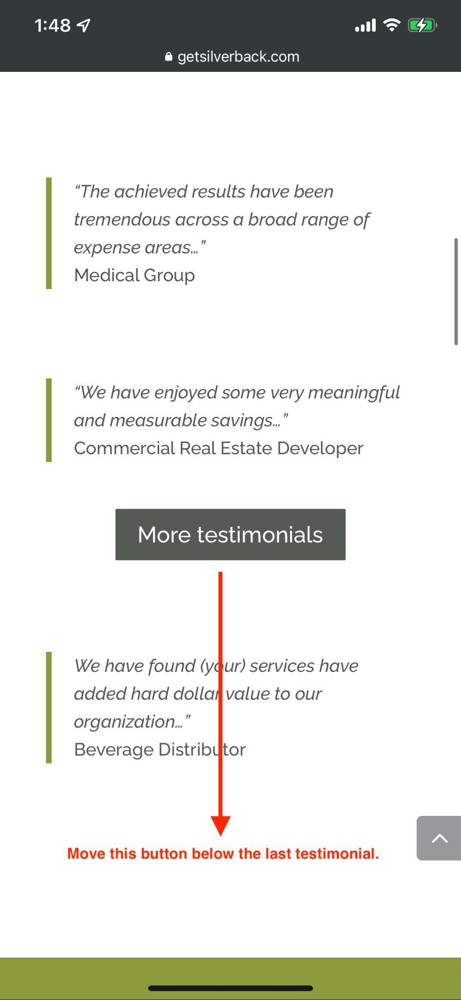 1:48
getsilverback.com
“The achieved results have been
tremendous across a broad range of
expense areas…”
Medical Group
“We have enjoyed some very meaningful
and measurable savings…”
Commercial Real Estate Developer
More testimonials
We have found (your) services have
added hard dollar value to our
organization…”
Beverage Distributor
Move this button below the last testimonial.